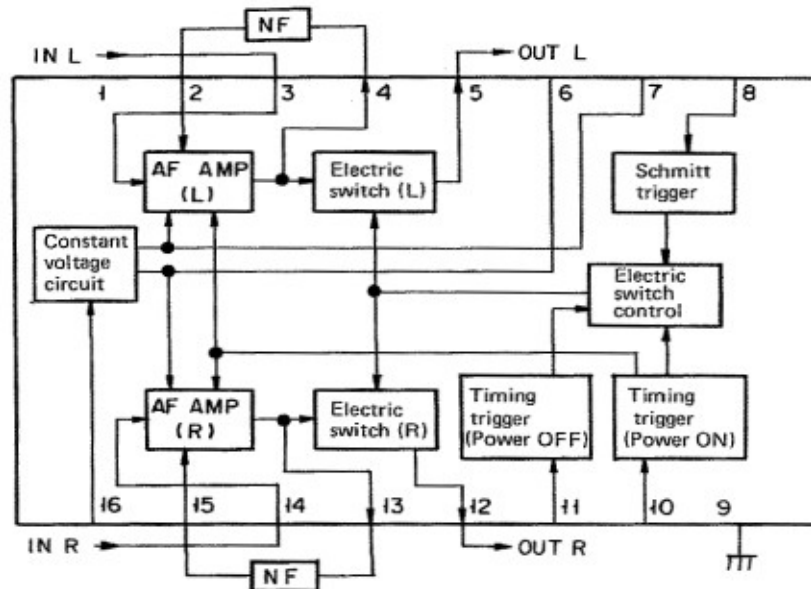 NF
IN L
OUT L
1 2 3 4 5 6 7 8
AF AMP
(L)
Electric
switch (L)
Schmitt
trigger
Constant
voltage
circuit
Electric
switch
control
AF AMP
(R)
Electric
switch (R)
Timing
trigger
(Power OFF)
Timing
trigger
(Power ON)
16 15 14 13 12 11 10 9
IN R
OUT R
NF